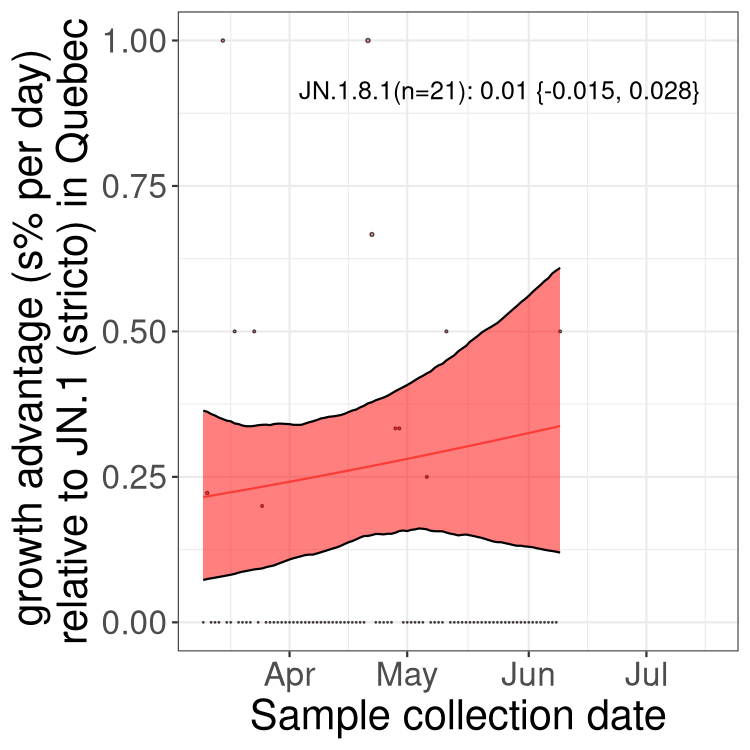 growth advantage (s% per day)
relative to JN.1 (stricto) in Quebec
1.00
0.75
0.50
0.25
0.00
JN.1.8.1(n=21): 0.01 {-0.015, 0.028}
Apr May Jun Jul
Sample collection date